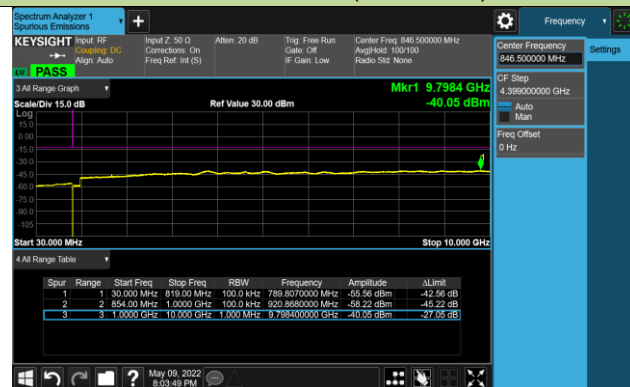 Spectrum Analyzer 1
Spurious Emissions
Frequency
KEYSIGHT
Input: RF
Coupling: DC
Align: Auto
Input Z: 50 Ω
Corrections: On
Freq Ref: Int (S)
Atten: 20 dB
Trig: Free Run
Gate: Off
IF Gain: Low
Center Freq: 846.500000 MHz
Avg|Hold: 100/100
Radio Std: None
PASS
Center Frequency
846.500000 MHz
Settings
CF Step
4.399000000 GHz
Auto
Man
Freq Offset
0 Hz
3 All Range Graph
Mkr1 9.7984 GHz
Scale/Div 15.0 dB
Ref Value 30.00 dBm
-40.05 dBm
Log
15.0
0.00
-15.0
-30.0
-45.0
-60.0
-75.0
-90.0
-105
1
Start 30.000 MHz
Stop 10.000 GHz
4 All Range Table
Spur Range Start Freq Stop Freq RBW Frequency Amplitude ΔLimit
1 1 30.000 MHz 819.00 MHz 100.0 kHz 789.8070000 MHz -55.56 dBm -42.56 dB
2 2 854.00 MHz 1.0000 GHz 100.0 kHz 920.8680000 MHz -58.22 dBm -45.22 dB
3 3 1.0000 GHz 10.000 GHz 1.000 MHz 9.798400000 GHz -40.05 dBm -27.05 dB
?
May 09, 2022
8:03:49 PM